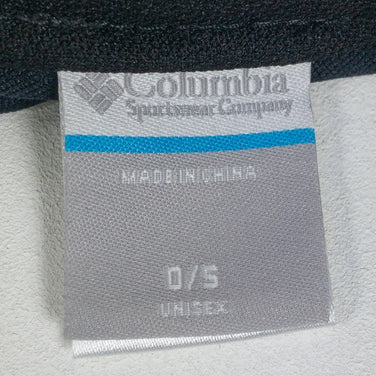 Columbia
Sportswear Company
MADE IN CHINA
O/S
UNISEX